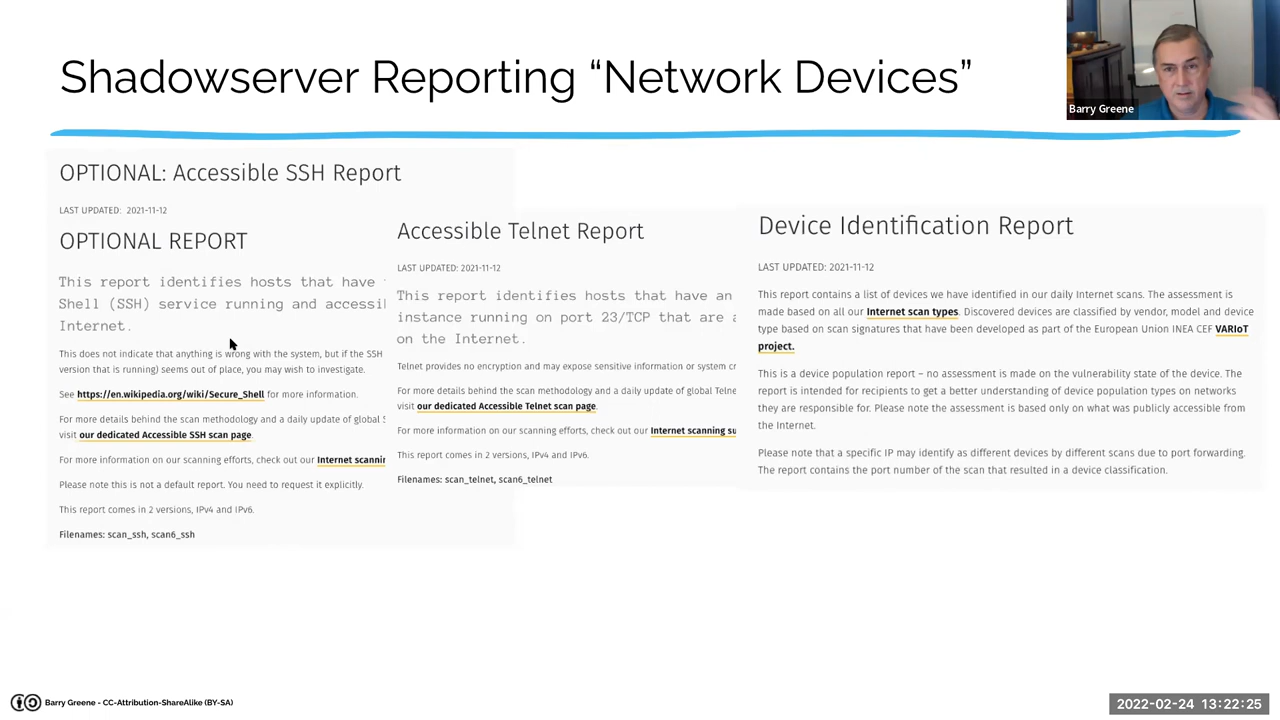 Shadowserver Reporting “Network Devices”
Barry Greene
OPTIONAL: Accessible SSH Report
LAST UPDATED: 2021-11-12
OPTIONAL REPORT
This report identifies hosts that have
Shell (SSH) service running and accessi
Internet.
This does not indicate that anything is wrong with the system, but if the SSH
version that is running) seems out of place, you may wish to investigate.
See https://en.wikipedia.org/wiki/Secure_Shell for more information.
For more details behind the scan methodology and a daily update of global
visit our dedicated Accessible SSH scan page.
For more information on our scanning efforts, check out our Internet scannin
Please note this is not a default report. You need to request it explicitly.
This report comes in 2 versions, IPv4 and IPv6.
Filenames: scan_ssh, scan6_ssh
Accessible Telnet Report
LAST UPDATED: 2021-11-12
This report identifies hosts that have an
instance running on port 23/TCP that are a
on the Internet.
Telnet provides no encryption and may expose sensitive information or system cr
For more details behind the scan methodology and a daily update of global Telne
visit our dedicated Accessible Telnet scan page.
For more information on our scanning efforts, check out our Internet scanning su
This report comes in 2 versions, IPv4 and IPv6.
Filenames: scan_telnet, scan6_telnet
Device Identification Report
LAST UPDATED: 2021-11-12
This report contains a list of devices we have identified in our daily Internet scans. The assessment is
made based on all our Internet scan types. Discovered devices are classified by vendor, model and device
type based on scan signatures that have been developed as part of the European Union INEA CEF VARIoT
project.
This is a device population report – no assessment is made on the vulnerability state of the device. The
report is intended for recipients to get a better understanding of device population types on networks
they are responsible for. Please note the assessment is based only on what was publicly accessible from
the Internet.
Please note that a specific IP may identify as different devices by different scans due to port forwarding.
The report contains the port number of the scan that resulted in a device classification.
Barry Greene - CC-Attribution-ShareAlike (BY-SA)
2022-02-24 13:22:25